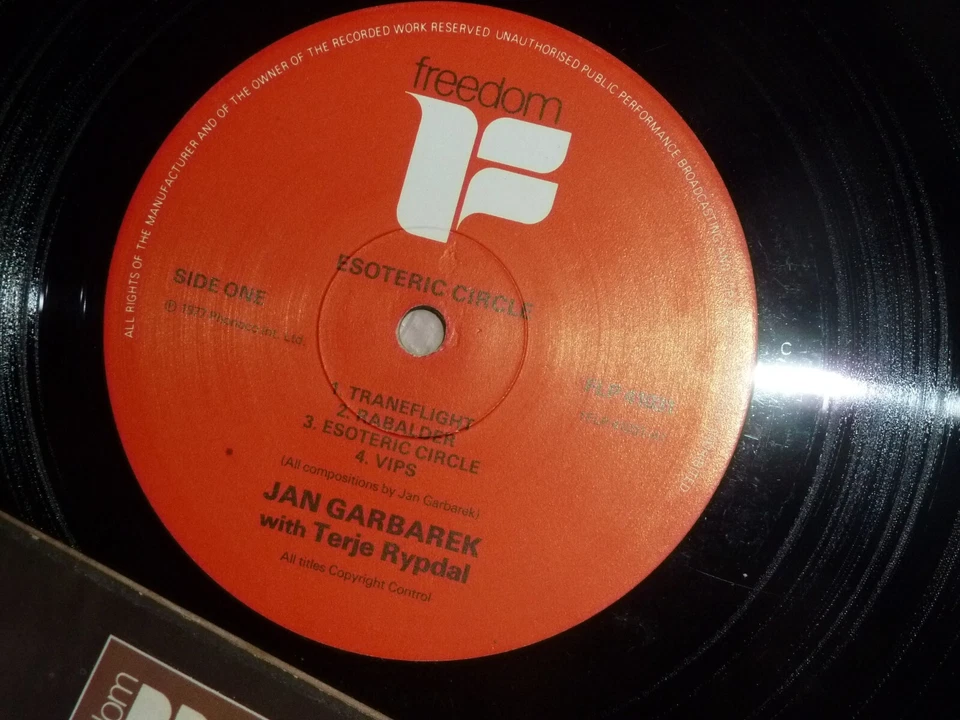 ALL RIGHTS OF THE MANUFACTURER AND OF THE OWNER OF THE RECORDED WORK RESERVED UNAUTHORISED PUBLIC PERFORMANCE BROADCASTING AND
freedom
ESOTERIC CIRCLE
SIDE ONE
1. TRANEFLIGHT
2. RABALDER
3. ESOTERIC CIRCLE
4. VIPS
(All compositions by Jan Garbarek)
JAN GARBAREK
with Terje Rypdal
All titles Copyright Control